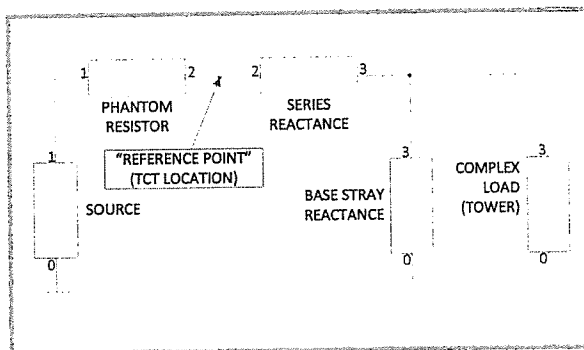 1 2 2 3
PHANTOM
RESISTOR
SERIES
REACTANCE
"REFERENCE POINT"
(TCT LOCATION)
1
SOURCE
0
3
BASE STRAY
REACTANCE
0
3
COMPLEX
LOAD
(TOWER)
0